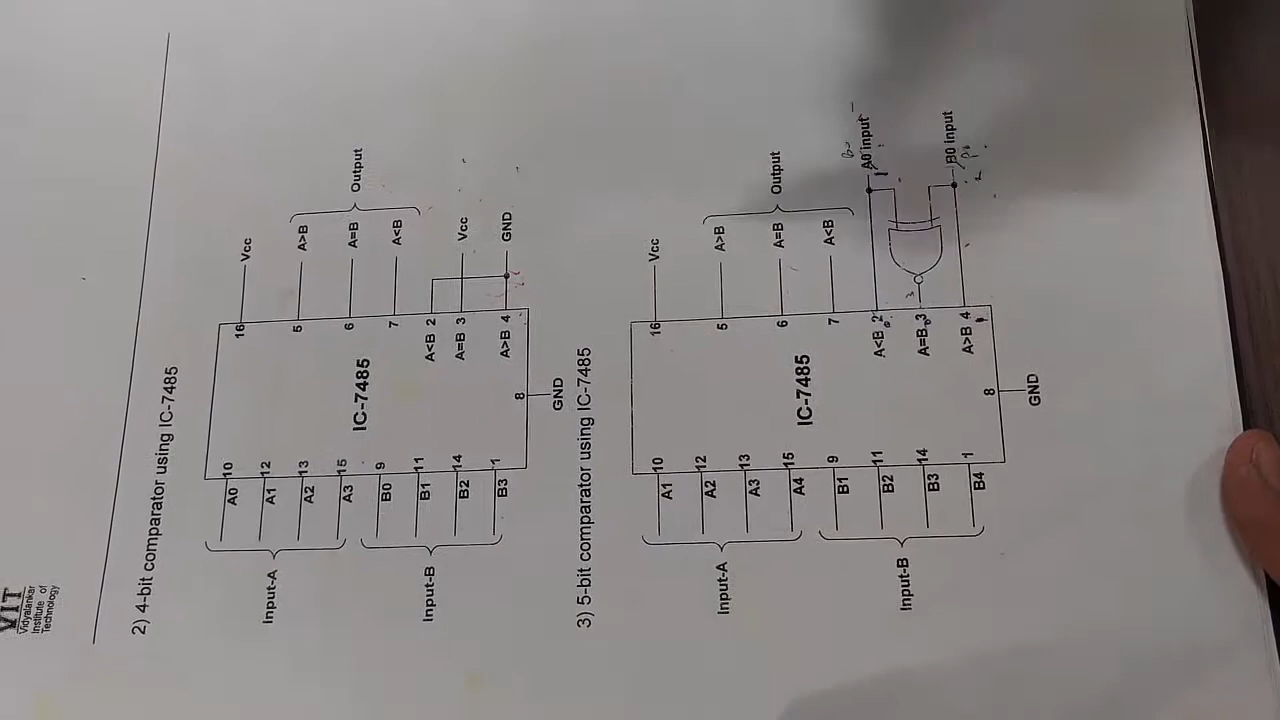 VIT
Vidyalankar
Institute of
Technology
2) 4-bit comparator using IC-7485
Input-A
A0 10
A1 12
A2 13
A3 15
Input-B
B0 9
B1 11
B2 14
B3 1
IC-7485
16 Vcc
5 A>B
6 A=B
7 A<B
Output
A<B 2
A=B 3 Vcc
A>B 4 GND
8
GND
3) 5-bit comparator using IC-7485
Input-A
A1 10
A2 12
A3 13
A4 15
Input-B
B1 9
B2 11
B3 14
B4 1
IC-7485
16 Vcc
5 A>B
6 A=B
7 A<B
Output
A<B 2 A0 input
A=B 3 3
A>B 4 B0 input
8
GND